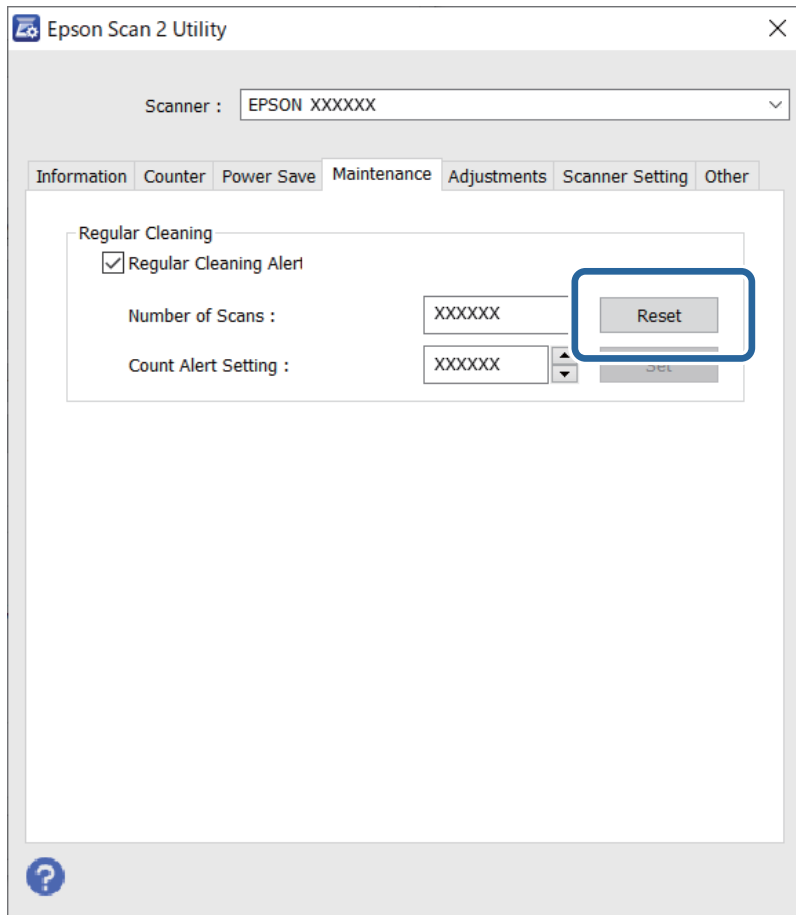 Epson Scan 2 Utility
Scanner : EPSON XXXXXX
Information Counter Power Save Maintenance Adjustments Scanner Setting Other
Regular Cleaning
Regular Cleaning Alert
Number of Scans : XXXXXX Reset
Count Alert Setting : XXXXXX Set
?